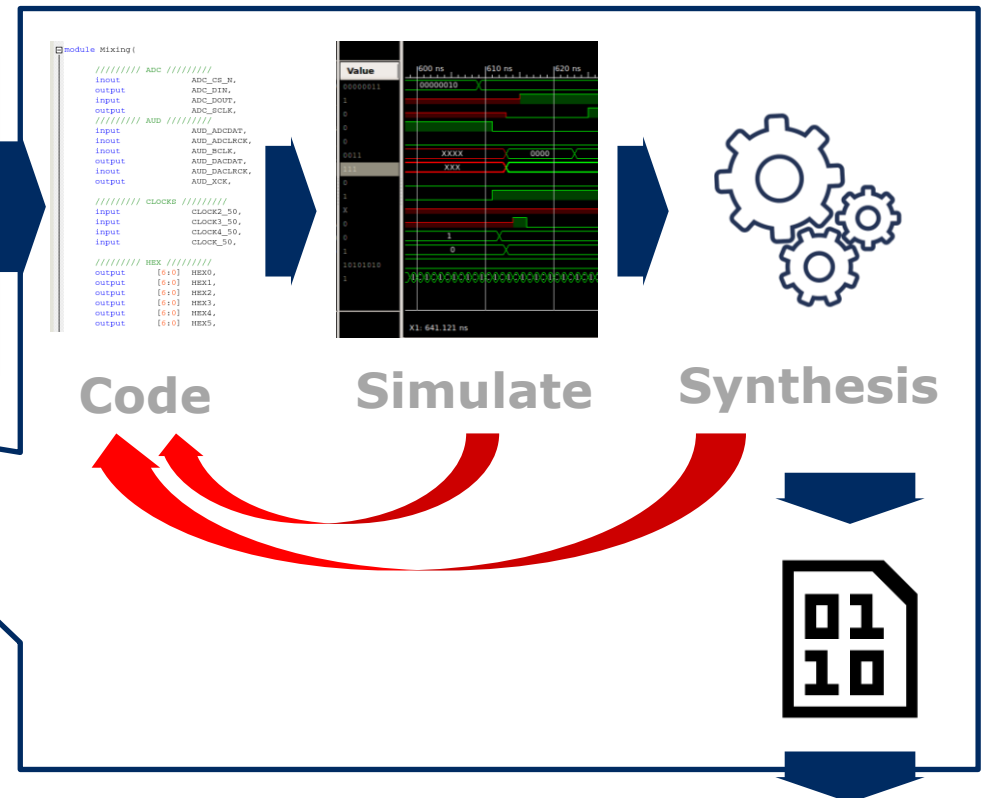 module Mixing(
///////// ADC /////////
inout ADC_CS_N,
output ADC_DIN,
input ADC_DOUT,
output ADC_SCLK,
///////// AUD /////////
input AUD_ADCDAT,
inout AUD_ADCLRCK,
inout AUD_BCLK,
output AUD_DACDAT,
inout AUD_DACLRCK,
output AUD_XCK,
///////// CLOCKS /////////
input CLOCK2_50,
input CLOCK3_50,
input CLOCK4_50,
input CLOCK_50,
///////// HEX /////////
output [6:0] HEX0,
output [6:0] HEX1,
output [6:0] HEX2,
output [6:0] HEX3,
output [6:0] HEX4,
output [6:0] HEX5,
Value 600 ns 610 ns 620 ns
00000011 00000010
1
0
0
0
0011 XXXX 0000
111 XXX
0
1
X
0
0 1
1 0
10101010
1
X1: 641.121 ns
Code
Simulate
Synthesis
01
10